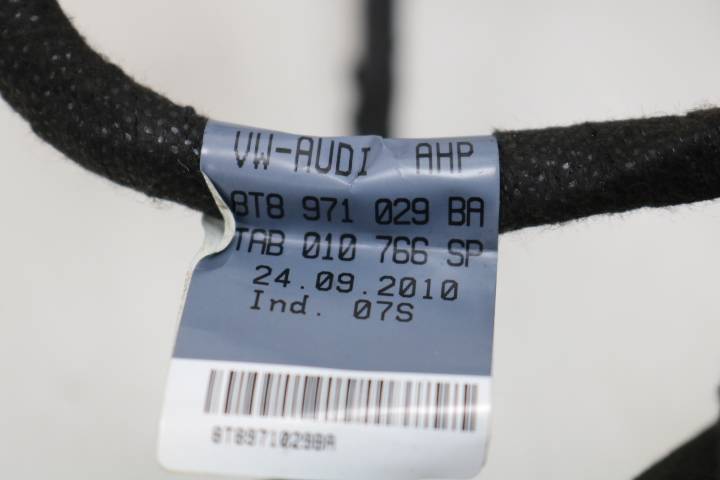 VW-AUDI AHP
8T8 971 029 BA
TAB 010 766 SP
24.09.2010
Ind. 07S
8T8971029BA